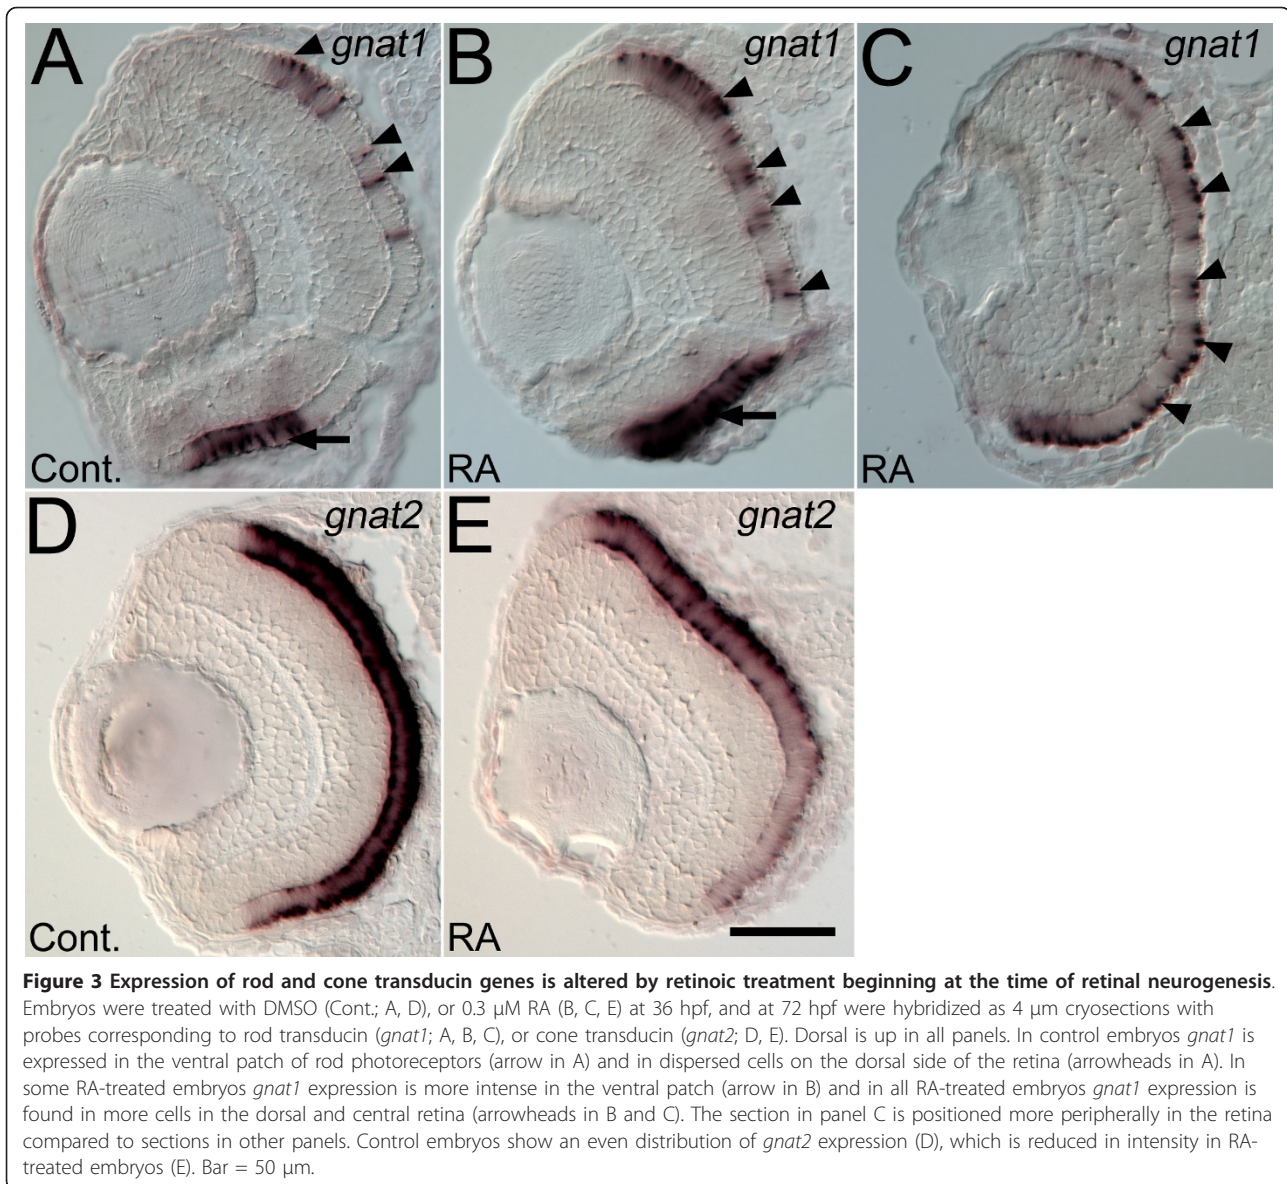 A gnat1
B gnat1
C gnat1
Cont.
RA
RA
D gnat2
E gnat2
Cont.
RA
Figure 3 Expression of rod and cone transducin genes is altered by retinoic treatment beginning at the time of retinal neurogenesis.
Embryos were treated with DMSO (Cont.; A, D), or 0.3 μM RA (B, C, E) at 36 hpf, and at 72 hpf were hybridized as 4 μm cryosections with
probes corresponding to rod transducin (gnat1; A, B, C), or cone transducin (gnat2; D, E). Dorsal is up in all panels. In control embryos gnat1 is
expressed in the ventral patch of rod photoreceptors (arrow in A) and in dispersed cells on the dorsal side of the retina (arrowheads in A). In
some RA-treated embryos gnat1 expression is more intense in the ventral patch (arrow in B) and in all RA-treated embryos gnat1 expression is
found in more cells in the dorsal and central retina (arrowheads in B and C). The section in panel C is positioned more peripherally in the retina
compared to sections in other panels. Control embryos show an even distribution of gnat2 expression (D), which is reduced in intensity in RA-
treated embryos (E). Bar = 50 μm.